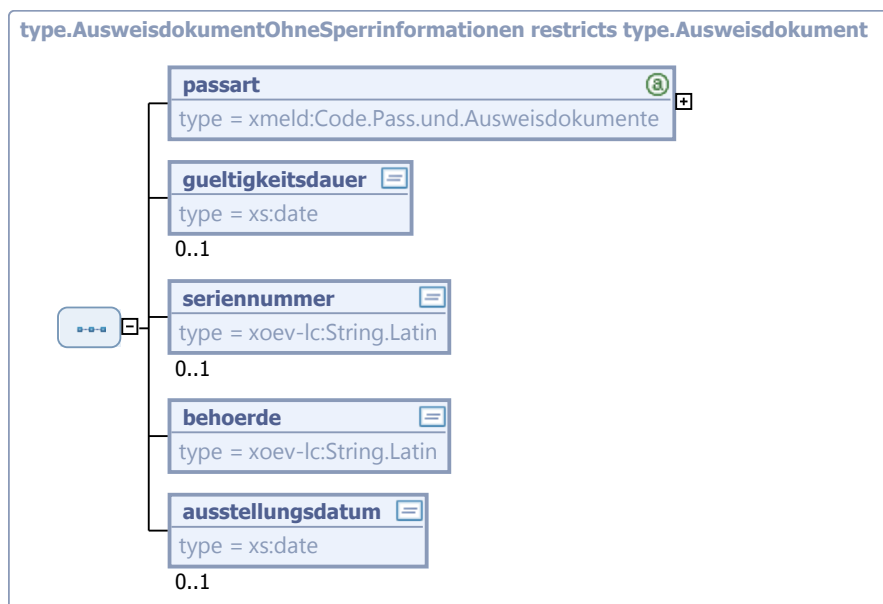 type.AusweisdokumentOhneSperrinformationen restricts type.Ausweisdokument
passart
type = xmeld:Code.Pass.und.Ausweisdokumente
gueltigkeitsdauer
type = xs:date
0..1
seriennummer
type = xoev-lc:String.Latin
0..1
behoerde
type = xoev-lc:String.Latin
ausstellungsdatum
type = xs:date
0..1